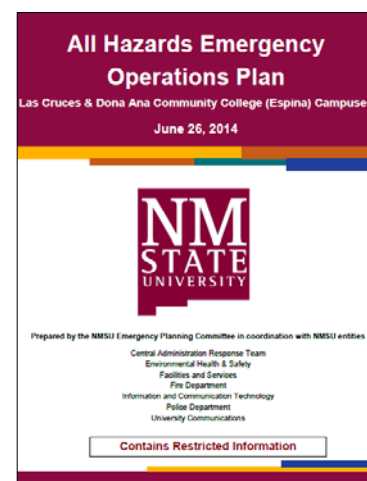 All Hazards Emergency
Operations Plan
Las Cruces & Dona Ana Community College (Espina) Campuse
June 26, 2014
NM
STATE
UNIVERSITY
Prepared by the NMSU Emergency Planning Committee in coordination with NMSU entities
Central Administration Response Team
Environmental Health & Safety
Facilities and Services
Fire Department
Information and Communication Technology
Police Department
University Communications
Contains Restricted Information